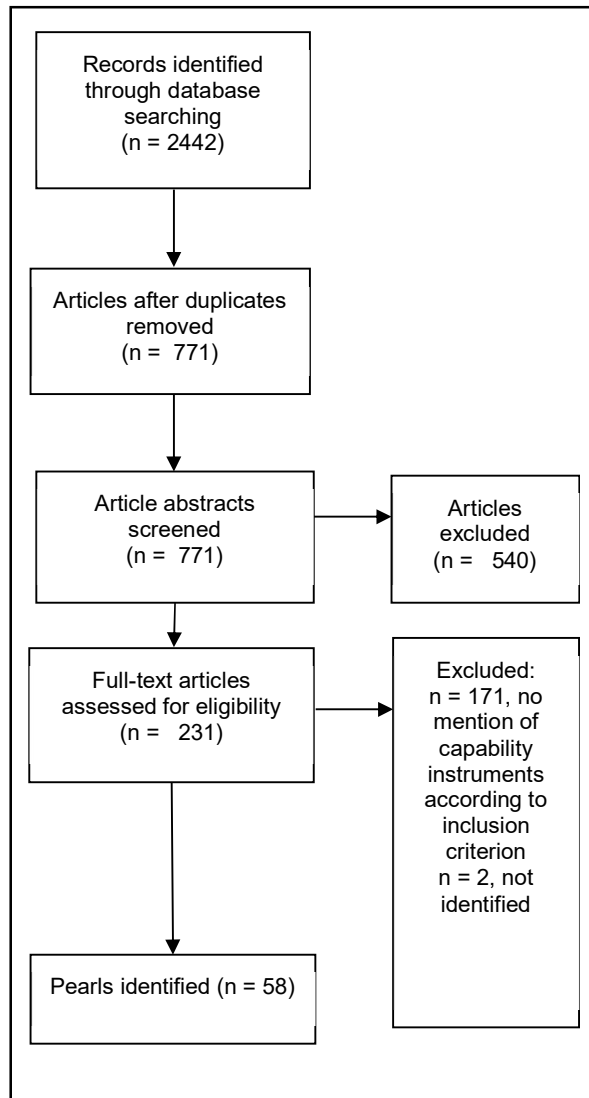 Records identified
through database
searching
(n = 2442)
Articles after duplicates
removed
(n = 771)
Article abstracts
screened
(n = 771)
Articles
excluded
(n = 540)
Full-text articles
assessed for eligibility
(n = 231)
Excluded:
n = 171, no
mention of
capability
instruments
according to
inclusion
criterion
n = 2, not
identified
Pearls identified (n = 58)